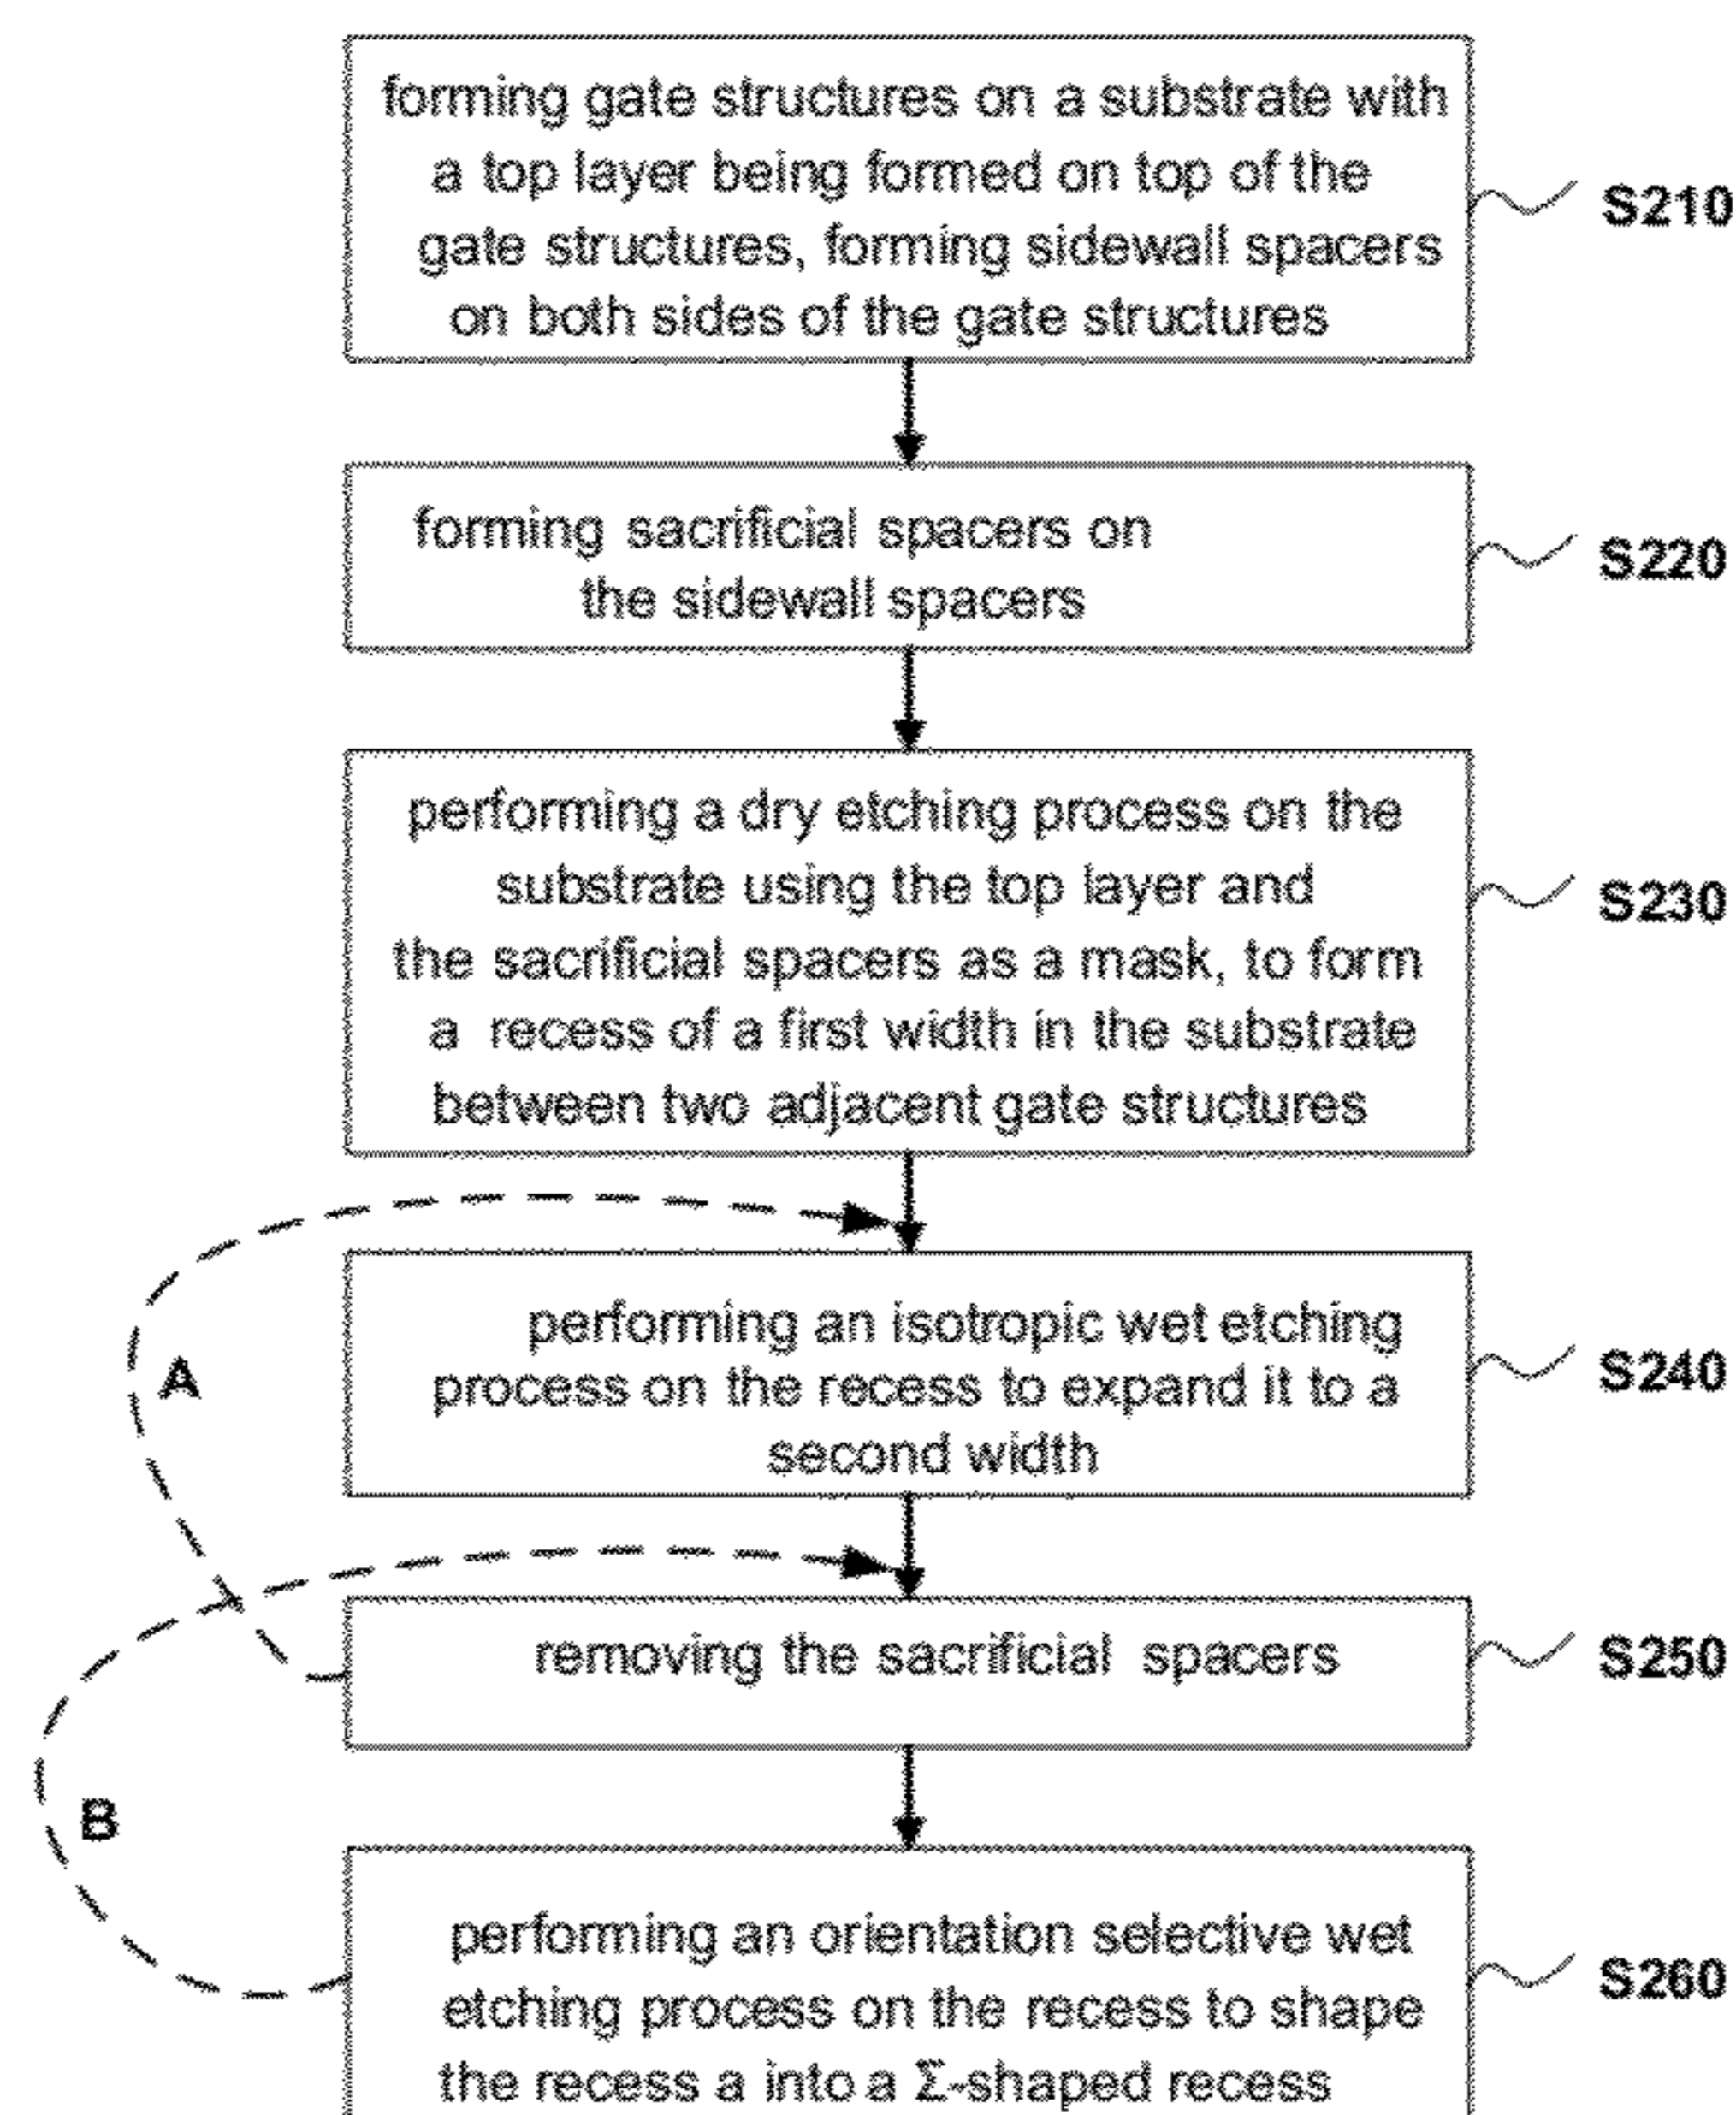 forming gate structures on a substrate with
a top layer being formed on top of the
gate structures, forming sidewall spacers
on both sides of the gate structures
S210
forming sacrificial spacers on
the sidewall spacers
S220
performing a dry etching process on the
substrate using the top layer and
the sacrificial spacers as a mask, to form
a recess of a first width in the substrate
between two adjacent gate structures
S230
performing an isotropic wet etching
process on the recess to expand it to a
second width
S240
A
removing the sacrificial spacers
S250
B
performing an orientation selective wet
etching process on the recess to shape
the recess a into a Σ-shaped recess
S260